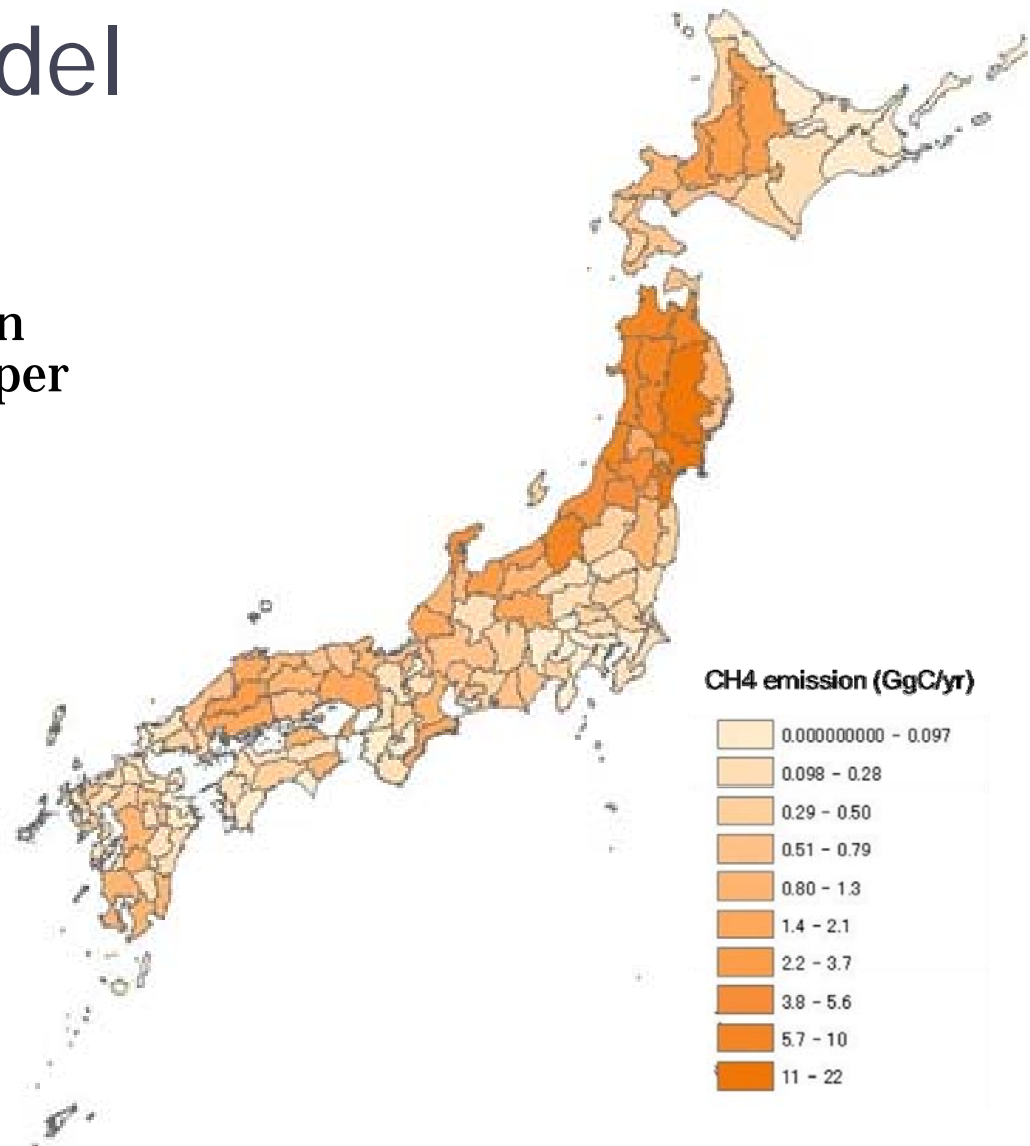 del
n
per
CH4 emission (GgC/yr)
0.000000000 - 0.097
0.098 - 0.28
0.29 - 0.50
0.51 - 0.79
0.80 - 1.3
1.4 - 2.1
2.2 - 3.7
3.8 - 5.6
5.7 - 10
11 - 22